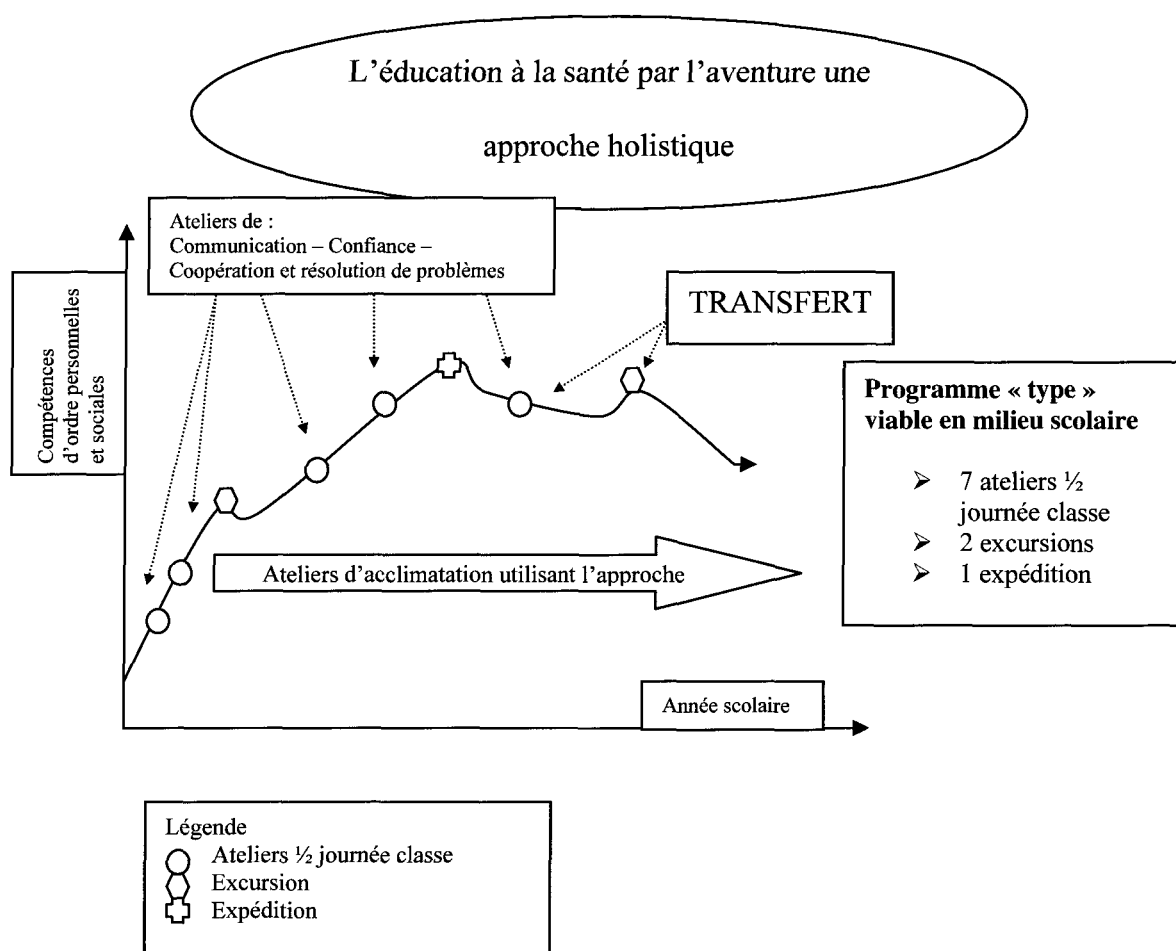 L'éducation à la santé par l'aventure une
approche holistique
Ateliers de :
Communication – Confiance –
Coopération et résolution de problèmes
TRANSFERT
Compétences
d'ordre personnelles
et sociales
Programme « type »
viable en milieu scolaire
➢ 7 ateliers ½
journée classe
➢ 2 excursions
➢ 1 expédition
Ateliers d'acclimatation utilisant l'approche
Année scolaire
Légende
Ateliers ½ journée classe
Excursion
Expédition